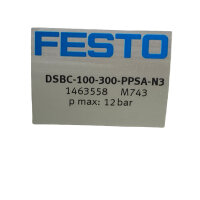 FESTO
DSBC-100-300-PPSA-N3
1463558 M743
p max: 12 bar